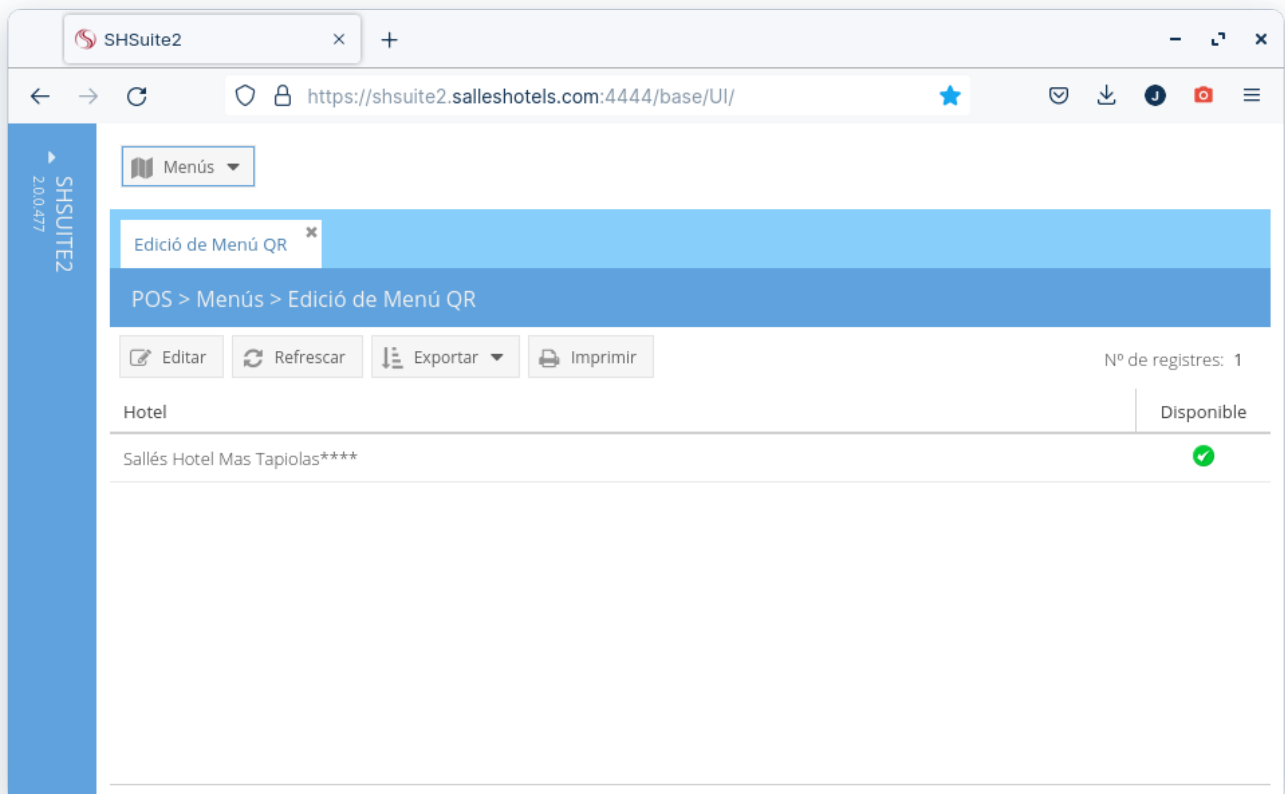 SHSuite2
https://shsuite2.salleshotels.com:4444/base/UI/
SHSUITE2
2.0.0.477
Menús
Edició de Menú QR
POS > Menús > Edició de Menú QR
Editar Refrescar Exportar Imprimir Nº de registres: 1
Hotel Disponible
Sallés Hotel Mas Tapiolas****